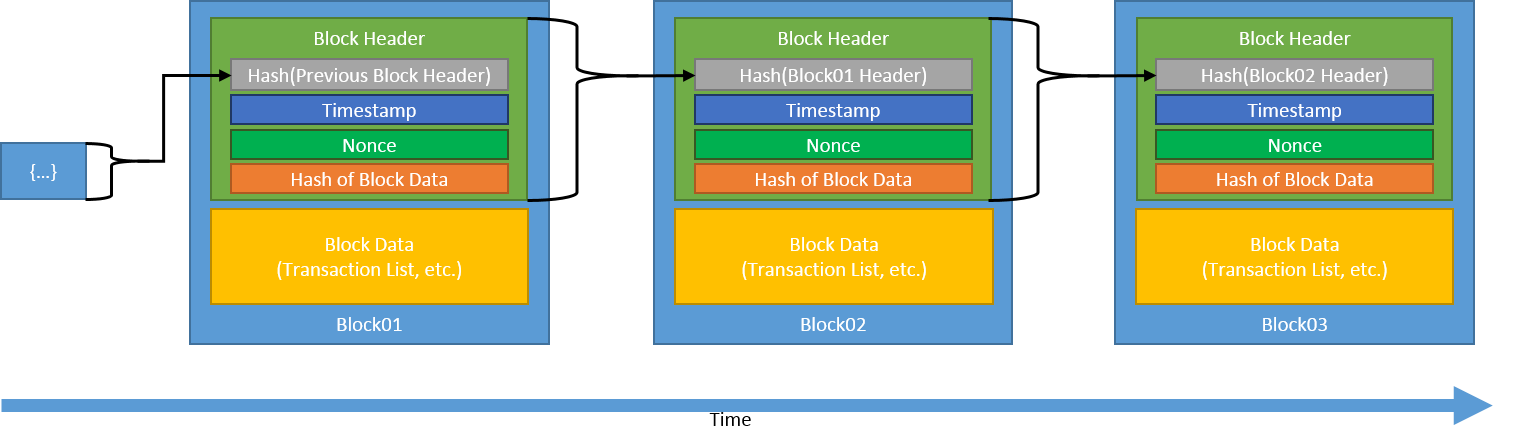 {...}
Block Header
Hash(Previous Block Header)
Timestamp
Nonce
Hash of Block Data
Block Data
(Transaction List, etc.)
Block01
Block Header
Hash(Block01 Header)
Timestamp
Nonce
Hash of Block Data
Block Data
(Transaction List, etc.)
Block02
Block Header
Hash(Block02 Header)
Timestamp
Nonce
Hash of Block Data
Block Data
(Transaction List, etc.)
Block03
Time